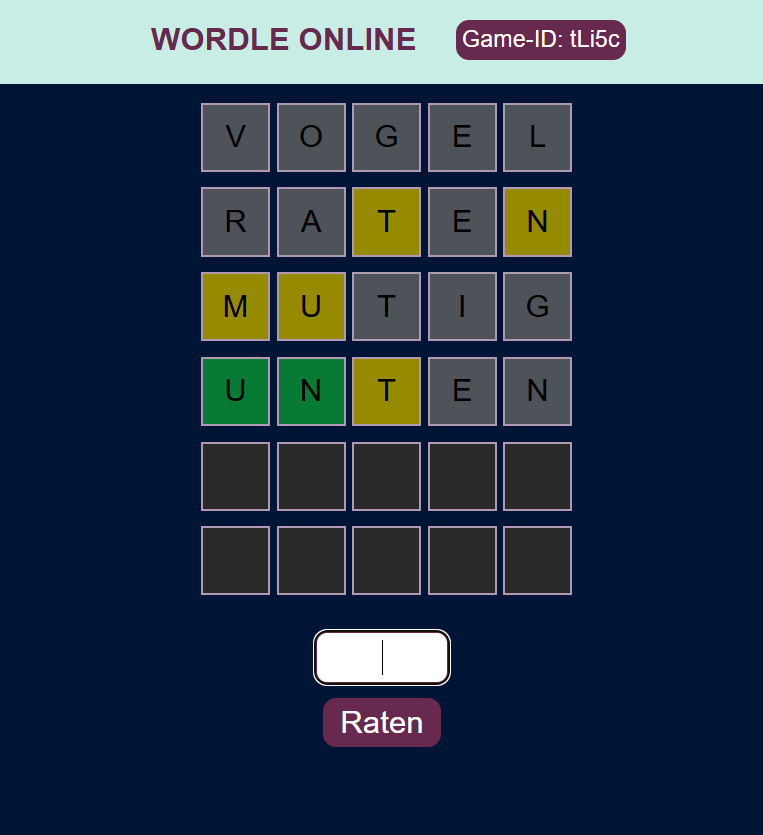 WORDLE ONLINE Game-ID: tLi5c
V O G E L
R A T E N
M U T I G
U N T E N
Raten